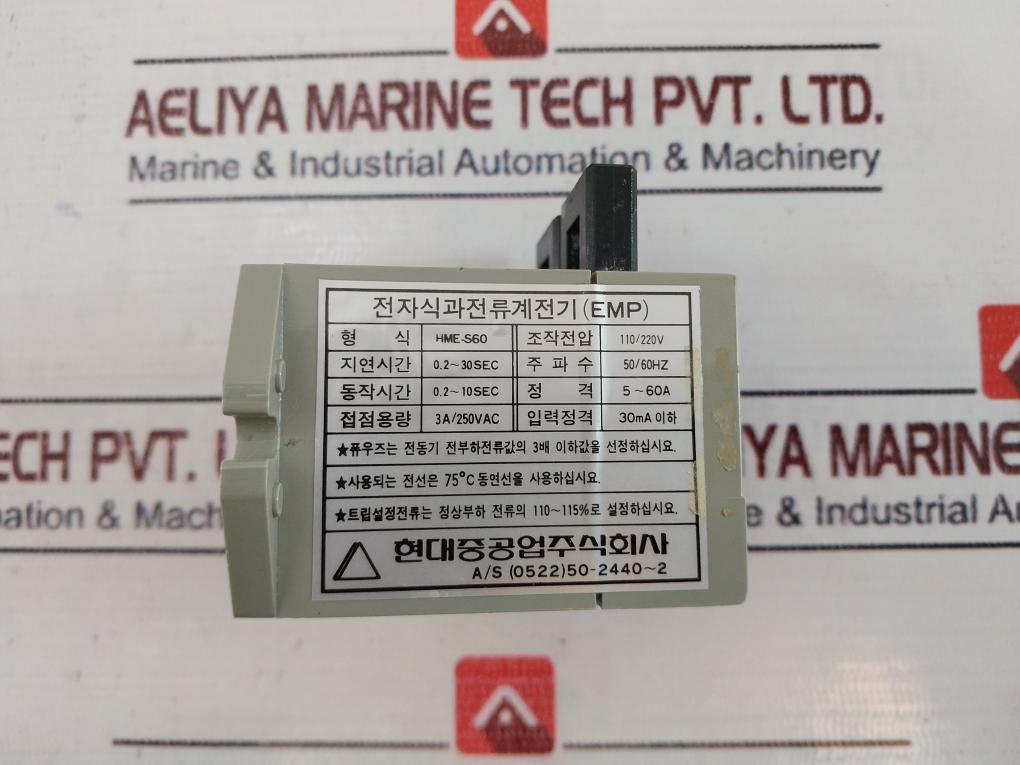 AELIYA MARINE TECH PVT. LTD.
Marine & Industrial Automation & Machinery
전자식과전류계전기(EMP)
형 식 HME-S60 조작전압 110/220V
지연시간 0.2~30SEC 주파수 50/60HZ
동작시간 0.2~10SEC 정 격 5~60A
접점용량 3A/250VAC 입력정격 30mA 이하
★퓨우즈는 전동기 전부하전류값의 3배 이하값을 선정하십시요.
★사용되는 전선은 75°C 동연선을 사용하십시요.
★트립설정전류는 정상부하 전류의 110~115%로 설정하십시요.
현대중공업주식회사
A/S (0522)50-2440~2
ECH PVT. L
YA MARINE
ation & Mach
e & Industrial Au